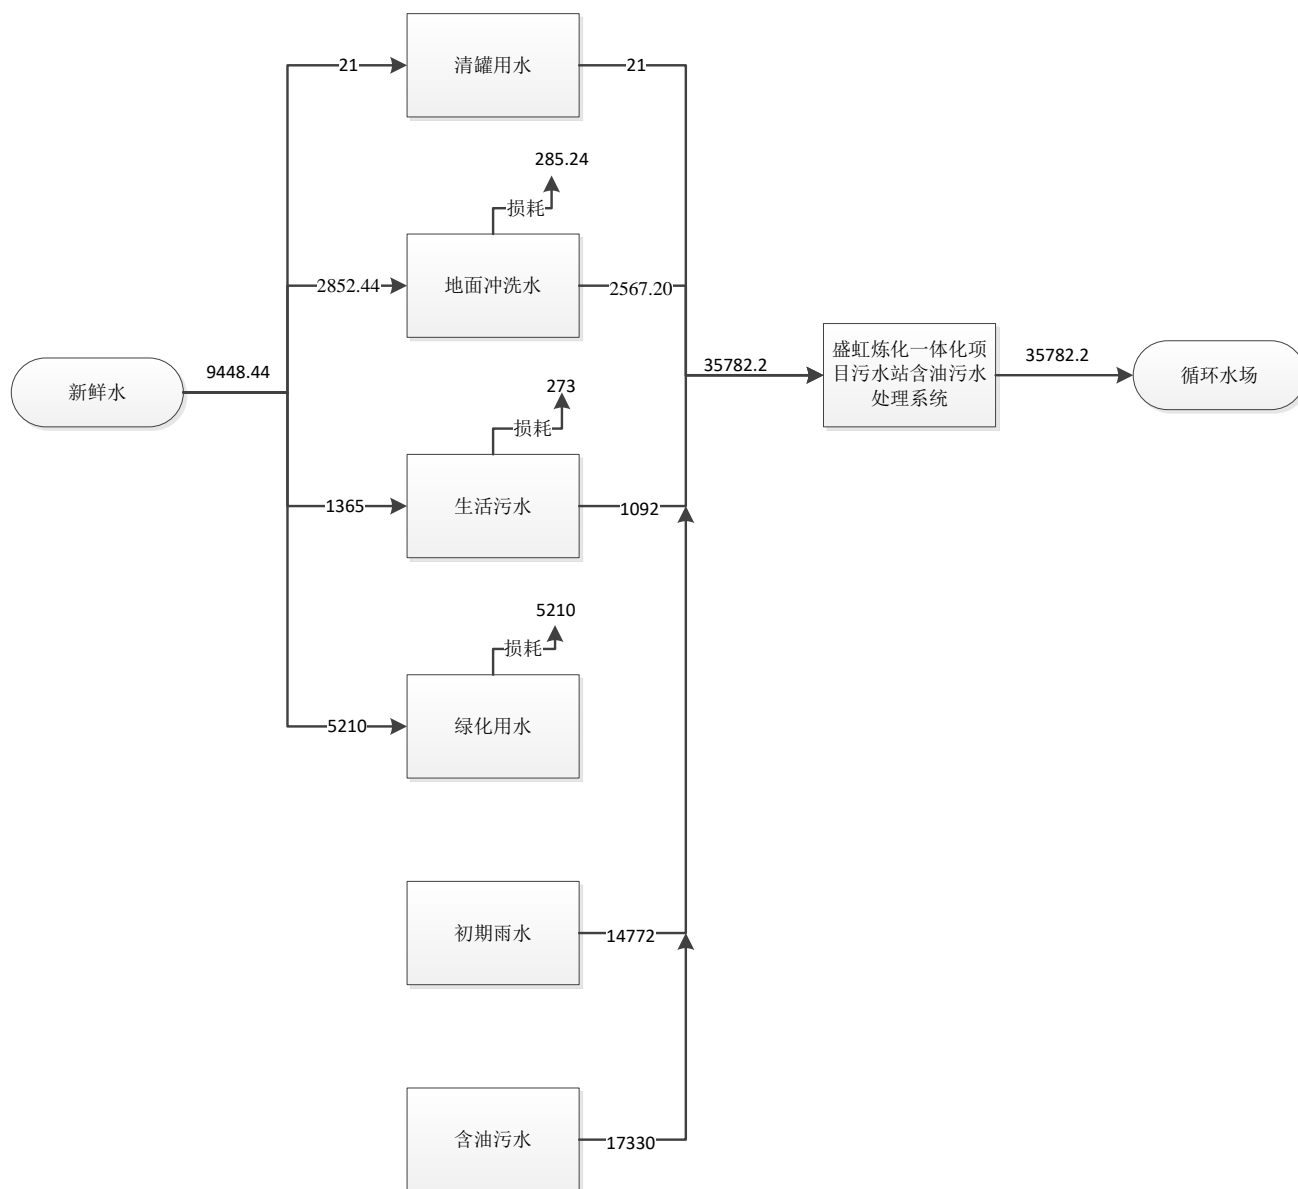 21
清罐用水
21
285.24
损耗
2852.44
地面冲洗水
2567.20
新鲜水
9448.44
35782.2
盛虹炼化一体化项
目污水站含油污水
处理系统
35782.2
循环水场
273
损耗
1365
生活污水
1092
5210
损耗
5210
绿化用水
初期雨水
14772
含油污水
17330